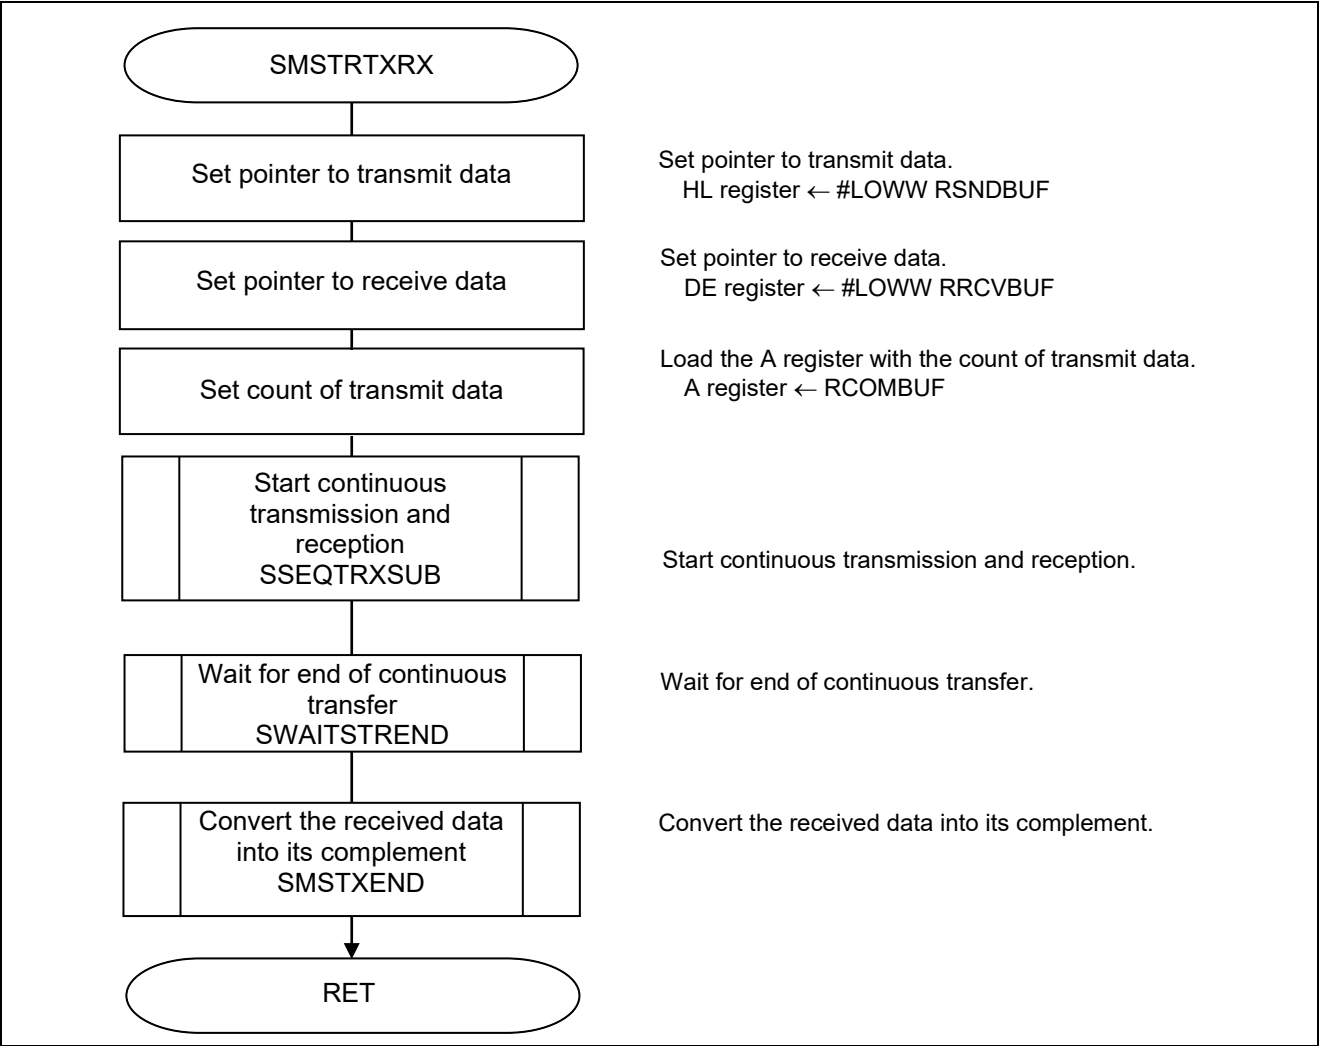 SMSTRTXRX
Set pointer to transmit data
Set pointer to transmit data.
HL register ← #LOWW RSNDBUF
Set pointer to receive data
Set pointer to receive data.
DE register ← #LOWW RRCVBUF
Set count of transmit data
Load the A register with the count of transmit data.
A register ← RCOMBUF
Start continuous
transmission and
reception
SSEQTRXSUB
Start continuous transmission and reception.
Wait for end of continuous
transfer
SWAITSTREND
Wait for end of continuous transfer.
Convert the received data
into its complement
SMSTXEND
Convert the received data into its complement.
RET